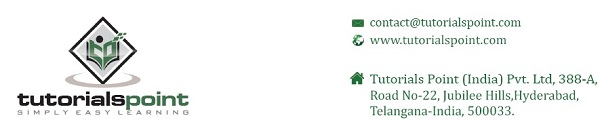 tutorialspoint
SIMPLY EASY LEARNING
contact@tutorialspoint.com
www.tutorialspoint.com
Tutorials Point (India) Pvt. Ltd, 388-A,
Road No-22, Jubilee Hills,Hyderabad,
Telangana-India, 500033.